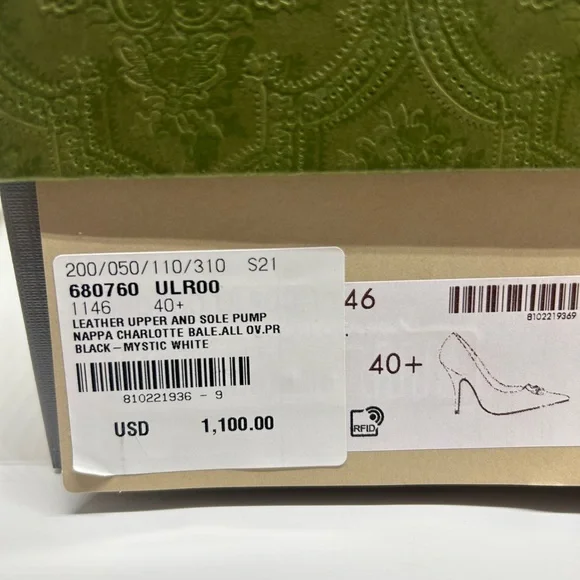 200/050/110/310 S21
680760 ULR00
1146 40+
LEATHER UPPER AND SOLE PUMP
NAPPA CHARLOTTE BALE.ALL OV.PR
BLACK-MYSTIC WHITE
810221936 - 9
USD 1,100.00
46
8102219369
40+
RFID